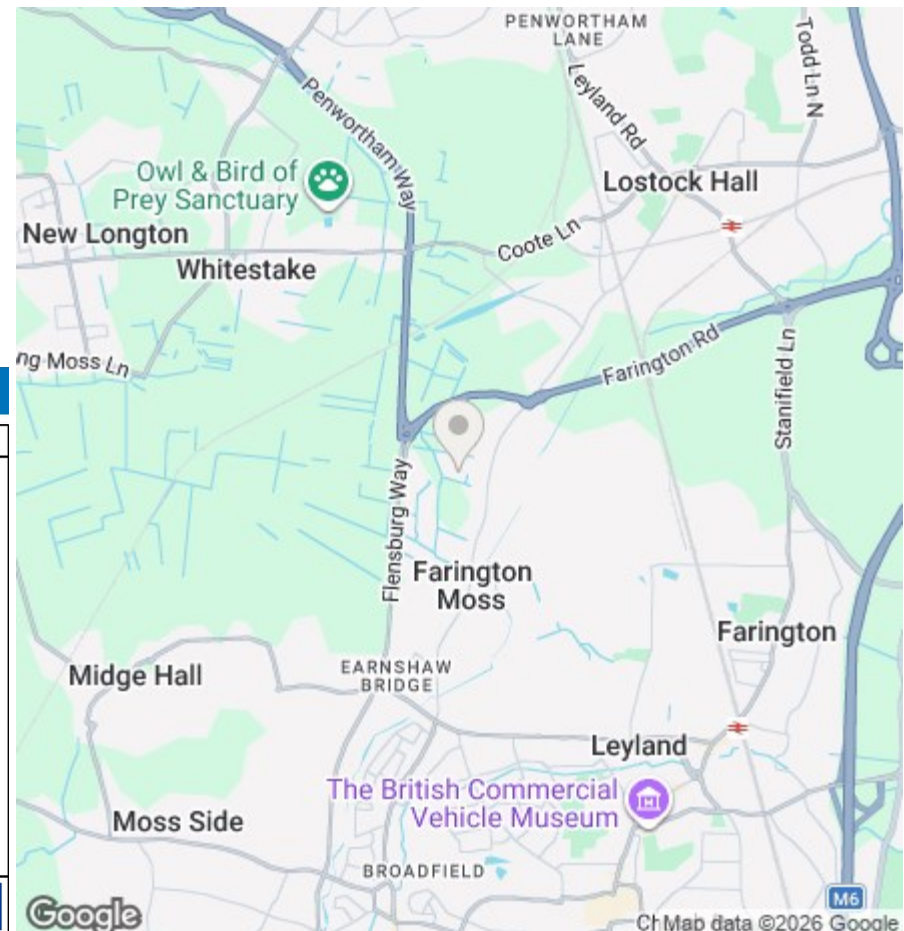 PENWORTHAM
LANE
Todd Ln N
Leyland Rd
Penwortham Way
Owl & Bird of
Prey Sanctuary
Lostock Hall
New Longton
Coote Ln
Whitestake
ng Moss Ln
Farington Rd
Stanifield Ln
Flensburg Way
Farington
Moss
Farington
EARNSHAW
BRIDGE
Midge Hall
Leyland
The British Commercial
Vehicle Museum
Moss Side
BROADFIELD
M6
Google
Ch Map data ©2026 Google